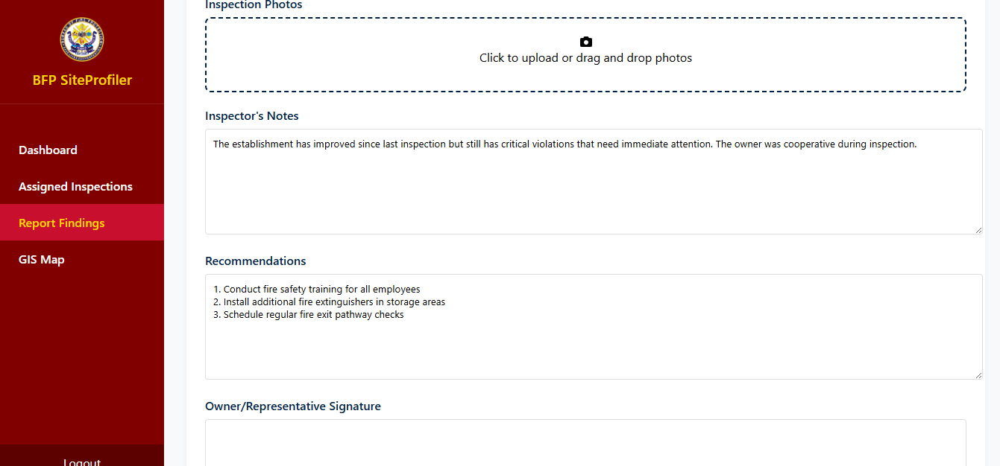 BFP SiteProfiler
Dashboard
Assigned Inspections
Report Findings
GIS Map
Logout
Inspection Photos
Click to upload or drag and drop photos
Inspector's Notes
The establishment has improved since last inspection but still has critical violations that need immediate attention. The owner was cooperative during inspection.
Recommendations
1. Conduct fire safety training for all employees
2. Install additional fire extinguishers in storage areas
3. Schedule regular fire exit pathway checks
Owner/Representative Signature